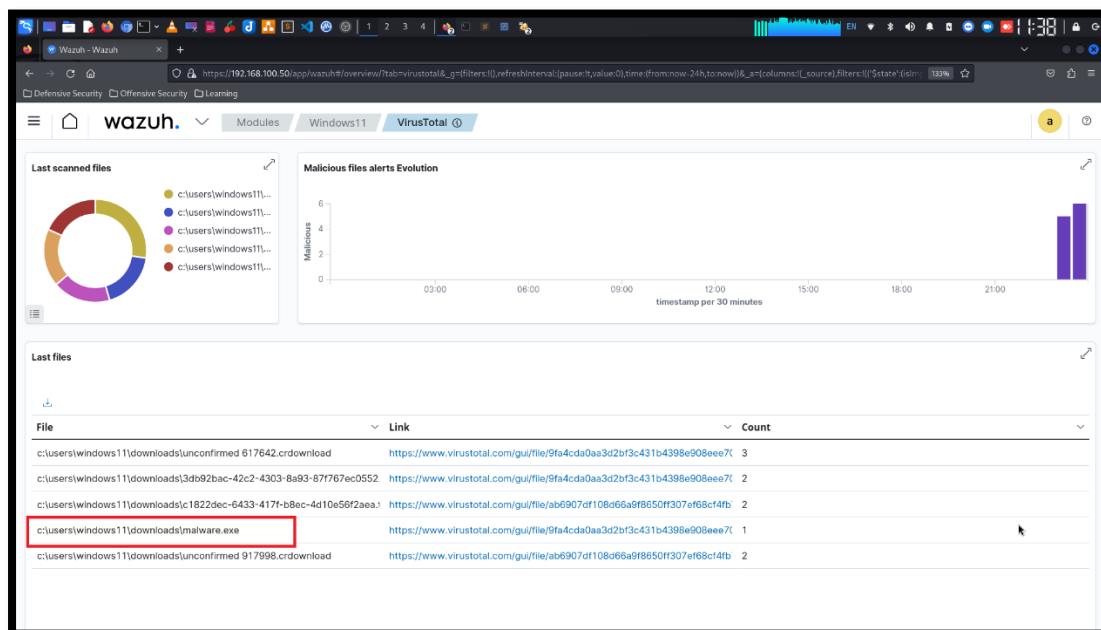 1 2 3 4
EN
11:38
Wazuh - Wazuh
https://192.168.100.50/app/wazuh#/overview/?tab=virustotal&_g=(filters:!(),refreshInterval:(pause:!t,value:0),time:(from:now-24h,to:now))&_a=(columns:!(_source),filters:!(('$state':(isImp
133%
Defensive Security Offensive Security Learning
wazuh. Modules Windows11 VirusTotal
a
Last scanned files
c:\users\windows11\...
c:\users\windows11\...
c:\users\windows11\...
c:\users\windows11\...
c:\users\windows11\...
Malicious files alerts Evolution
Malicious
6
4
2
0
03:00 06:00 09:00 12:00 15:00 18:00 21:00
timestamp per 30 minutes
Last files
File Link Count
c:\users\windows11\downloads\unconfirmed 617642.crdownload https://www.virustotal.com/gui/file/9fa4cda0aa3d2bf3c431b4398e908eee7( 3
c:\users\windows11\downloads\3db92bac-42c2-4303-8a93-87f767ec0552. https://www.virustotal.com/gui/file/9fa4cda0aa3d2bf3c431b4398e908eee7( 2
c:\users\windows11\downloads\c1822dec-6433-417f-b8ec-4d10e56f2aea.t https://www.virustotal.com/gui/file/ab6907df108d66a9f8650ff307ef68cf4fb 2
c:\users\windows11\downloads\malware.exe https://www.virustotal.com/gui/file/9fa4cda0aa3d2bf3c431b4398e908eee7( 1
c:\users\windows11\downloads\unconfirmed 917998.crdownload https://www.virustotal.com/gui/file/ab6907df108d66a9f8650ff307ef68cf4fb 2